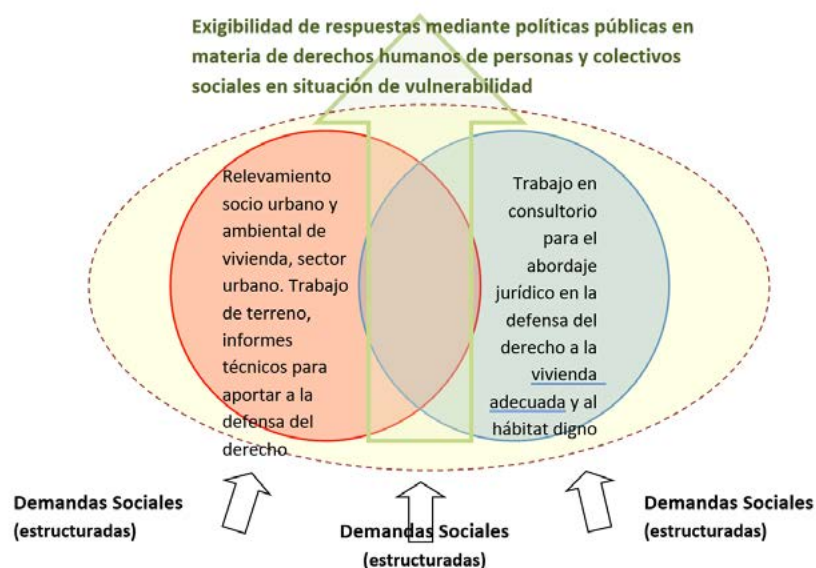 Exigibilidad de respuestas mediante políticas públicas en
materia de derechos humanos de personas y colectivos
sociales en situación de vulnerabilidad
Relevamiento
socio urbano y
ambiental de
vivienda, sector
urbano. Trabajo
de terreno,
informes
técnicos para
aportar a la
defensa del
derecho
Trabajo en
consultorio
para el
abordaje
jurídico en la
defensa del
derecho a la
vivienda
adecuada y al
hábitat digno
Demandas Sociales
(estructuradas)
Demandas Sociales
(estructuradas)
Demandas Sociales
(estructuradas)